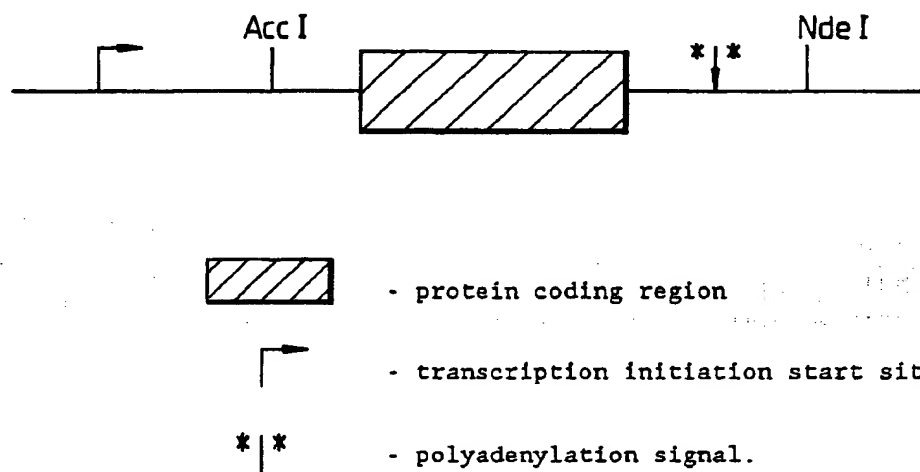 Acc I Nde I
* *
- protein coding region
- transcription initiation start sit
* * - polyadenylation signal.